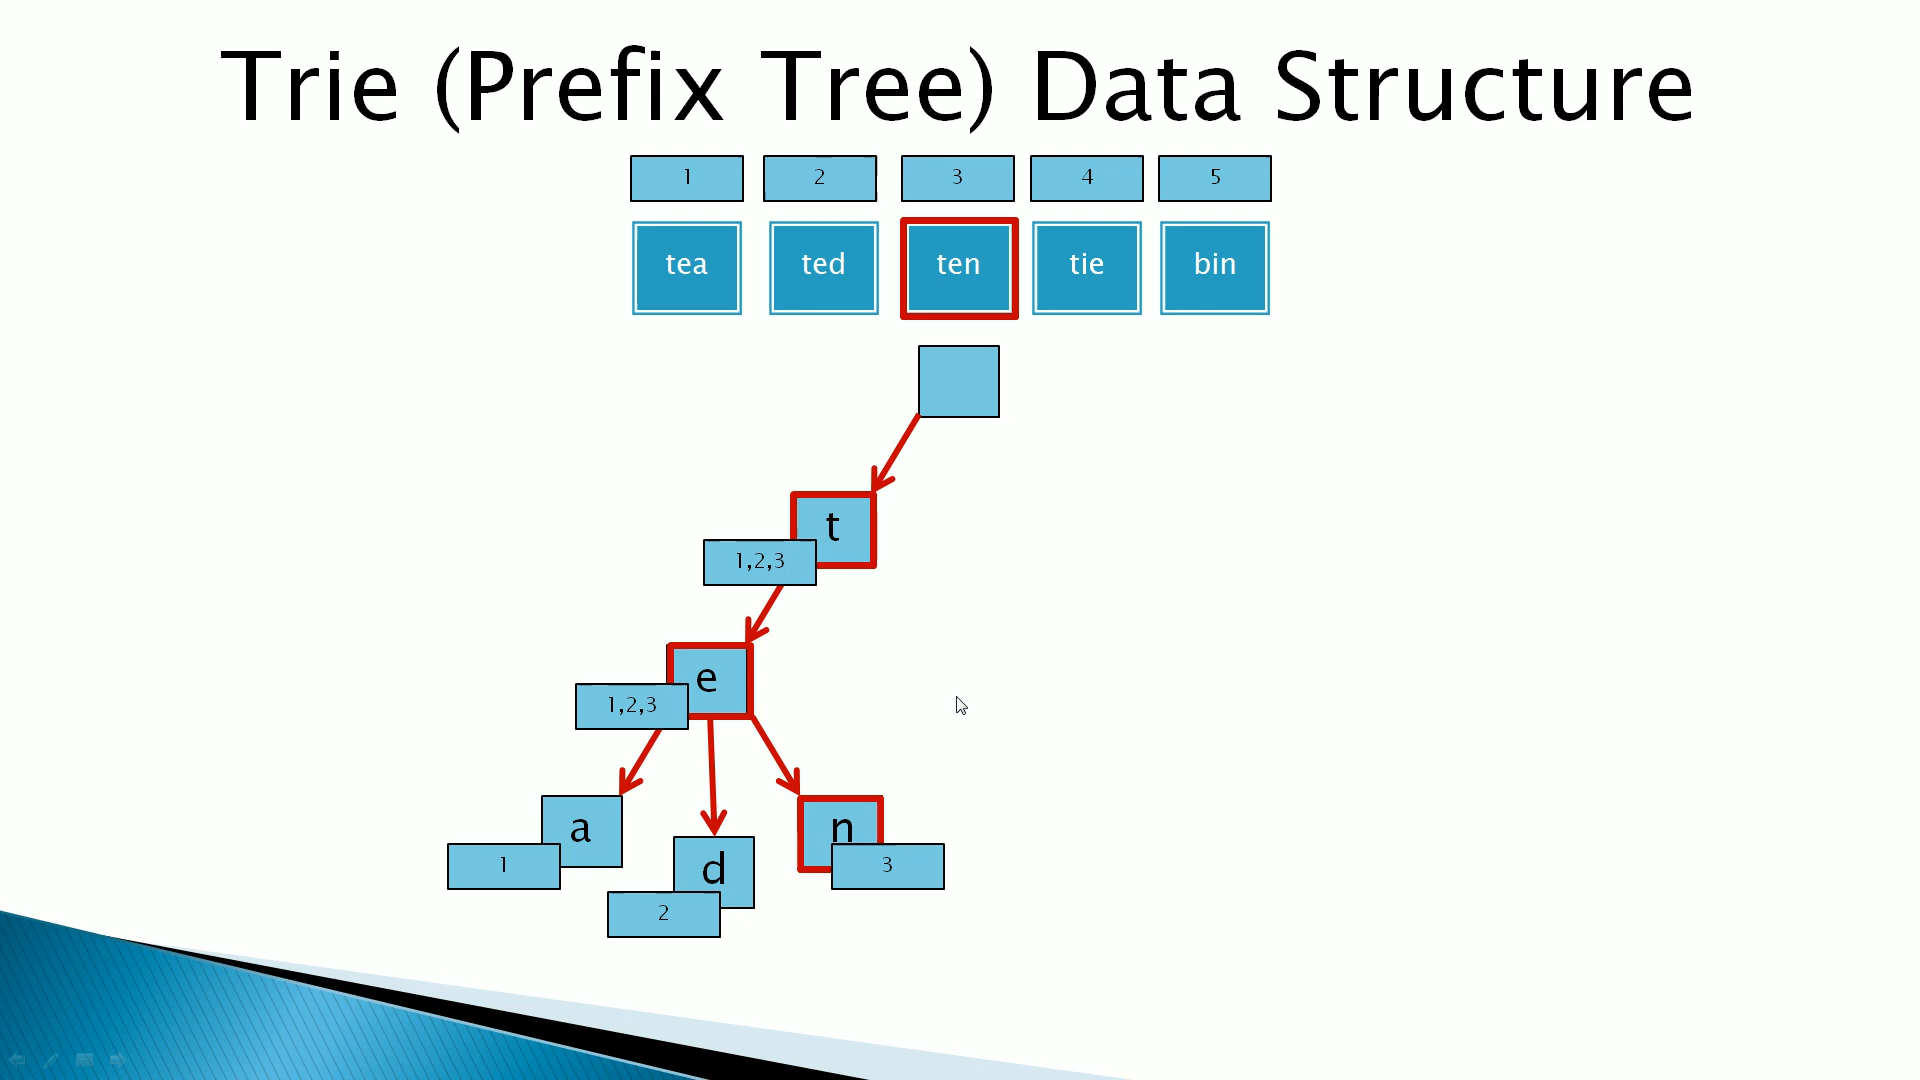 Trie (Prefix Tree) Data Structure
1 2 3 4 5
tea ted ten tie bin
t
1,2,3
e
1,2,3
a
n
1
3
d
2